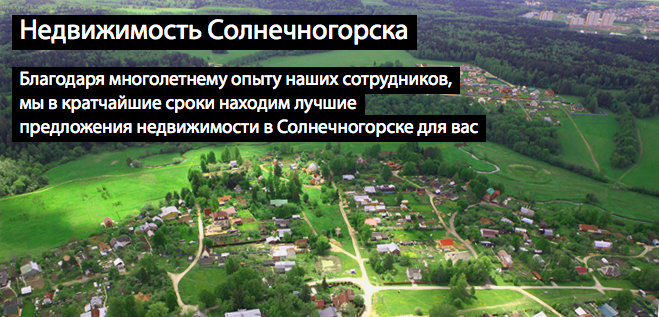 Недвижимость Солнечногорска
Благодаря многолетнему опыту наших сотрудников,
мы в кратчайшие сроки находим лучшие
предложения недвижимости в Солнечногорске для вас